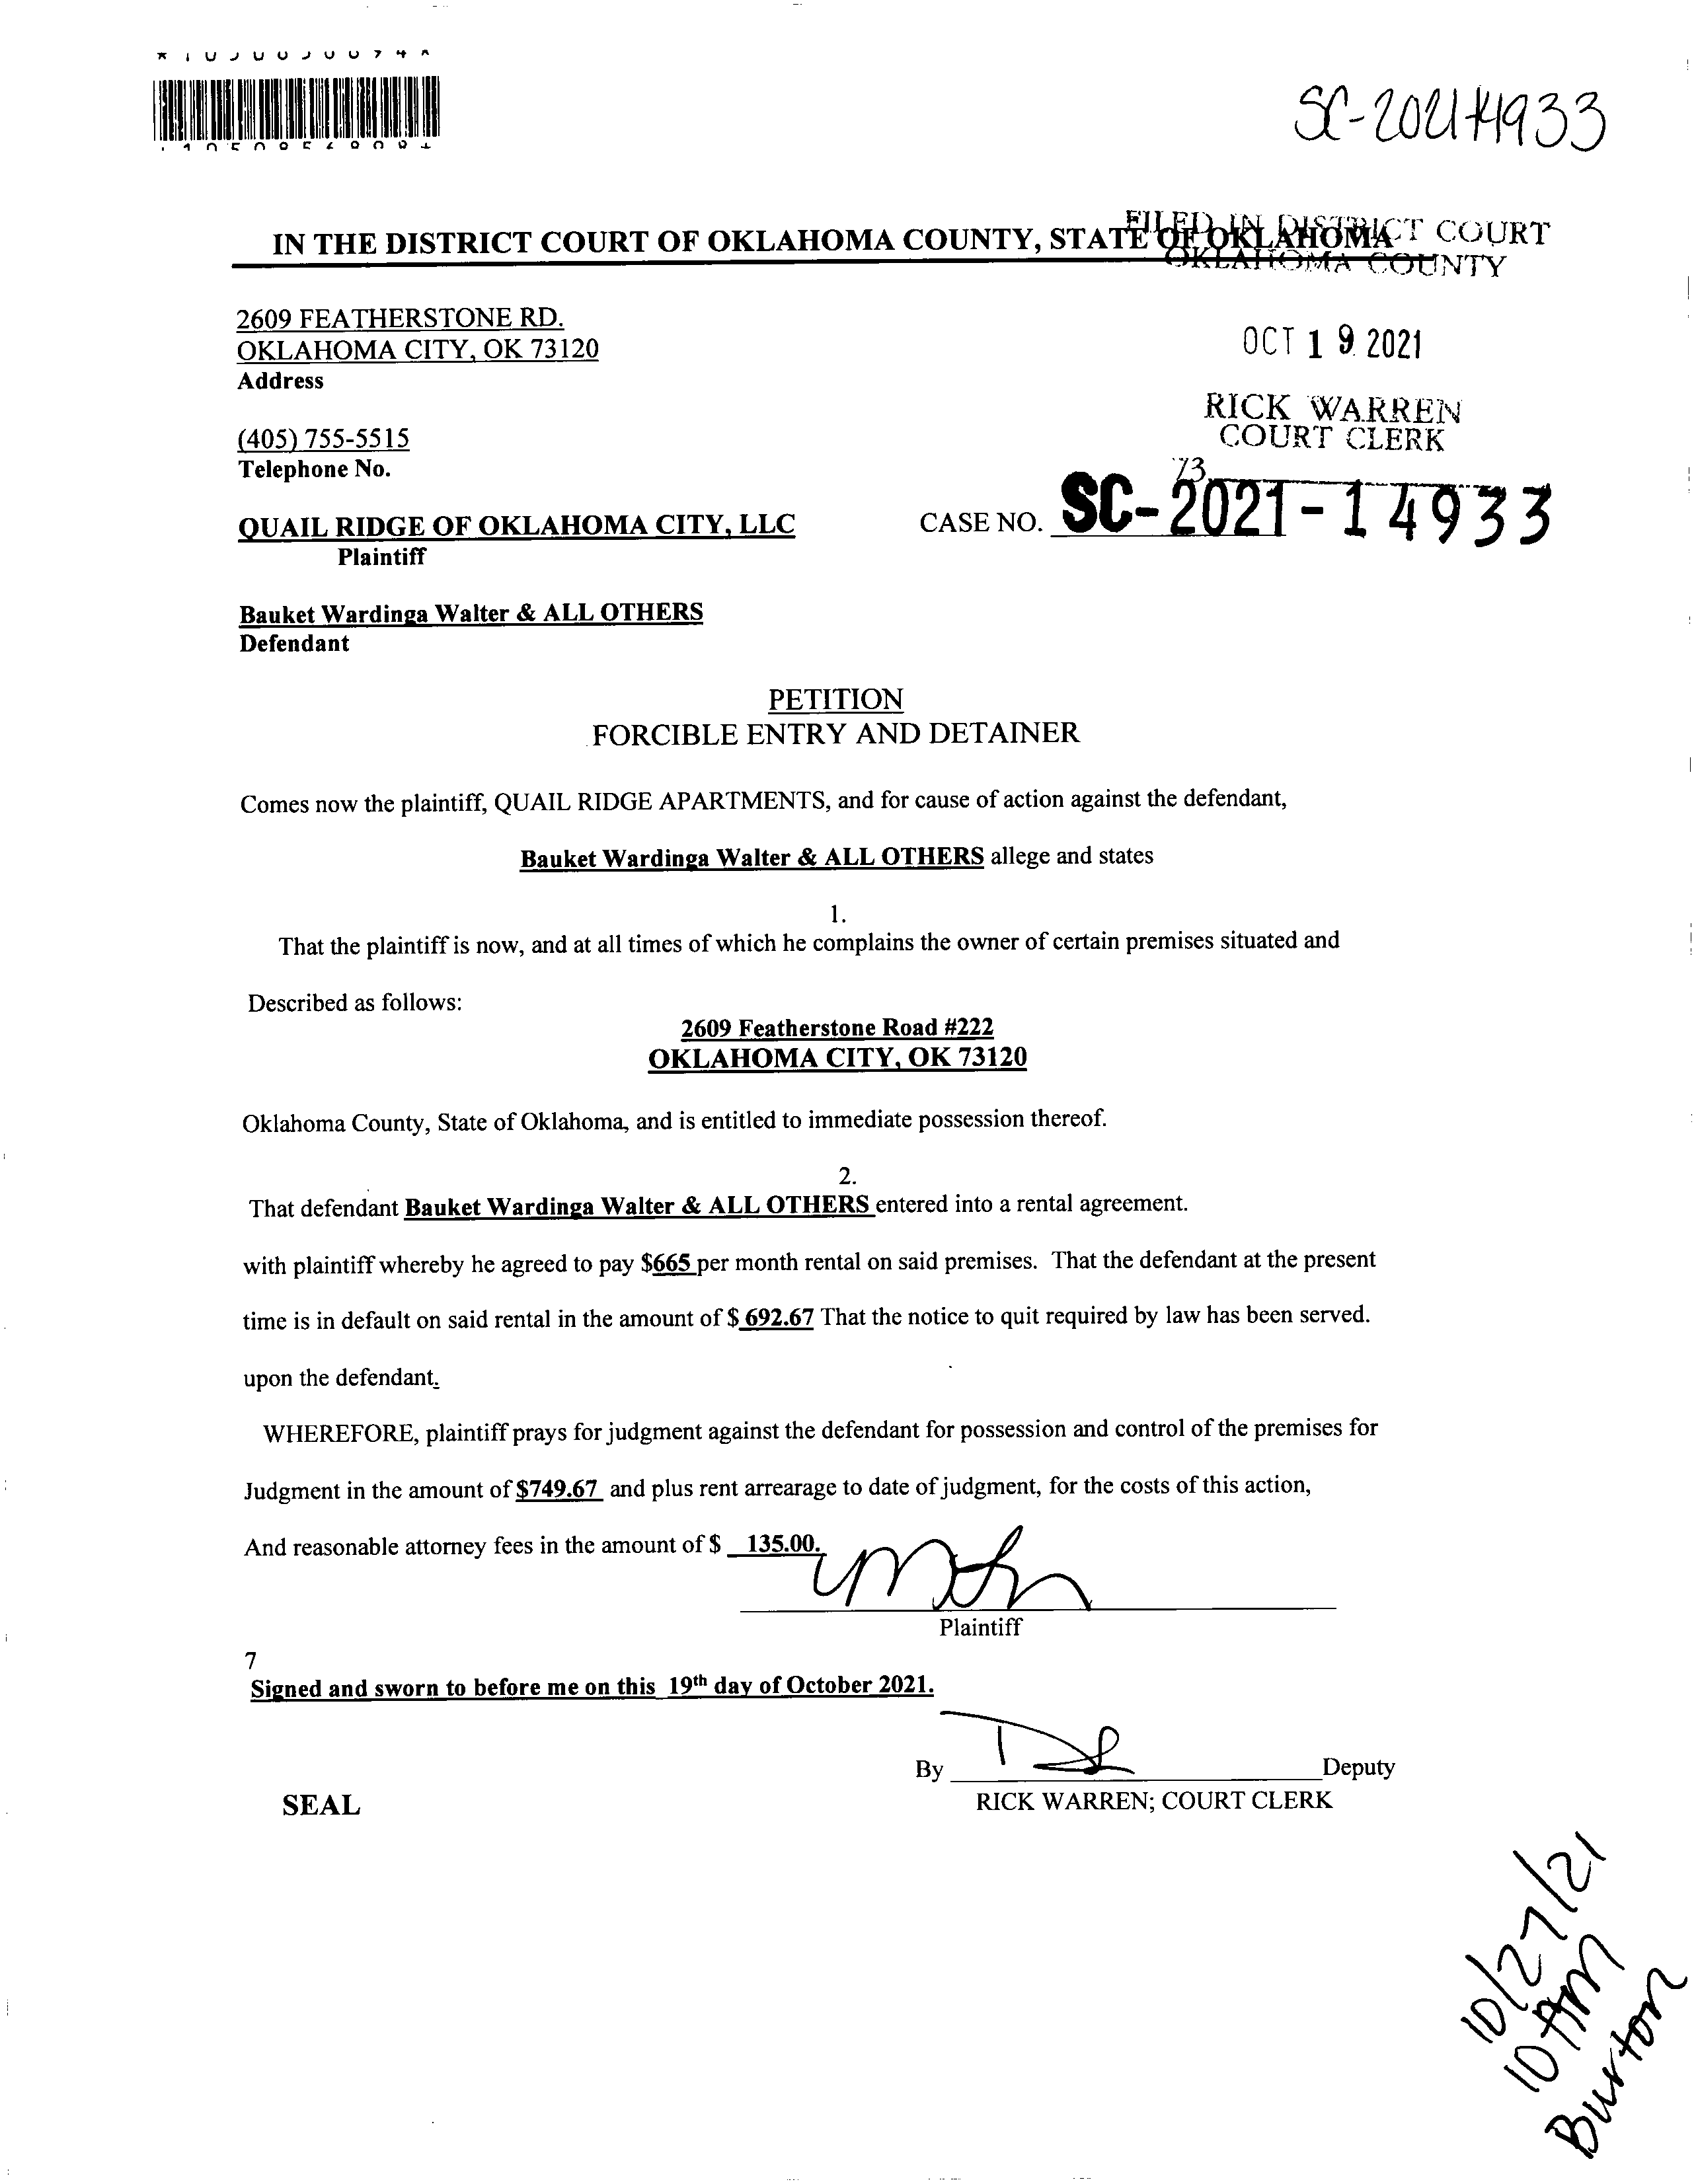 SC-2021-14933
IN THE DISTRICT COURT OF OKLAHOMA COUNTY, STATE OF OKLAHOMA
FILED IN DISTRICT COURT
OKLAHOMA COUNTY
2609 FEATHERSTONE RD.
OKLAHOMA CITY, OK 73120
Address
OCT 19 2021
RICK WARREN
COURT CLERK
(405) 755-5515
Telephone No.
73
QUAIL RIDGE OF OKLAHOMA CITY, LLC
Plaintiff
CASE NO. SC-2021-14933
Bauket Wardinga Walter & ALL OTHERS
Defendant
PETITION
FORCIBLE ENTRY AND DETAINER
Comes now the plaintiff, QUAIL RIDGE APARTMENTS, and for cause of action against the defendant,
Bauket Wardinga Walter & ALL OTHERS allege and states
1.
That the plaintiff is now, and at all times of which he complains the owner of certain premises situated and
Described as follows:
2609 Featherstone Road #222
OKLAHOMA CITY, OK 73120
Oklahoma County, State of Oklahoma, and is entitled to immediate possession thereof.
2.
That defendant Bauket Wardinga Walter & ALL OTHERS entered into a rental agreement.
with plaintiff whereby he agreed to pay $665 per month rental on said premises. That the defendant at the present
time is in default on said rental in the amount of $ 692.67 That the notice to quit required by law has been served.
upon the defendant.
WHEREFORE, plaintiff prays for judgment against the defendant for possession and control of the premises for
Judgment in the amount of $749.67 and plus rent arrearage to date of judgment, for the costs of this action,
And reasonable attorney fees in the amount of $ 135.00.
Plaintiff
7
Signed and sworn to before me on this 19th day of October 2021.
By Deputy
RICK WARREN; COURT CLERK
SEAL
10/27/21
10 AM
Burton